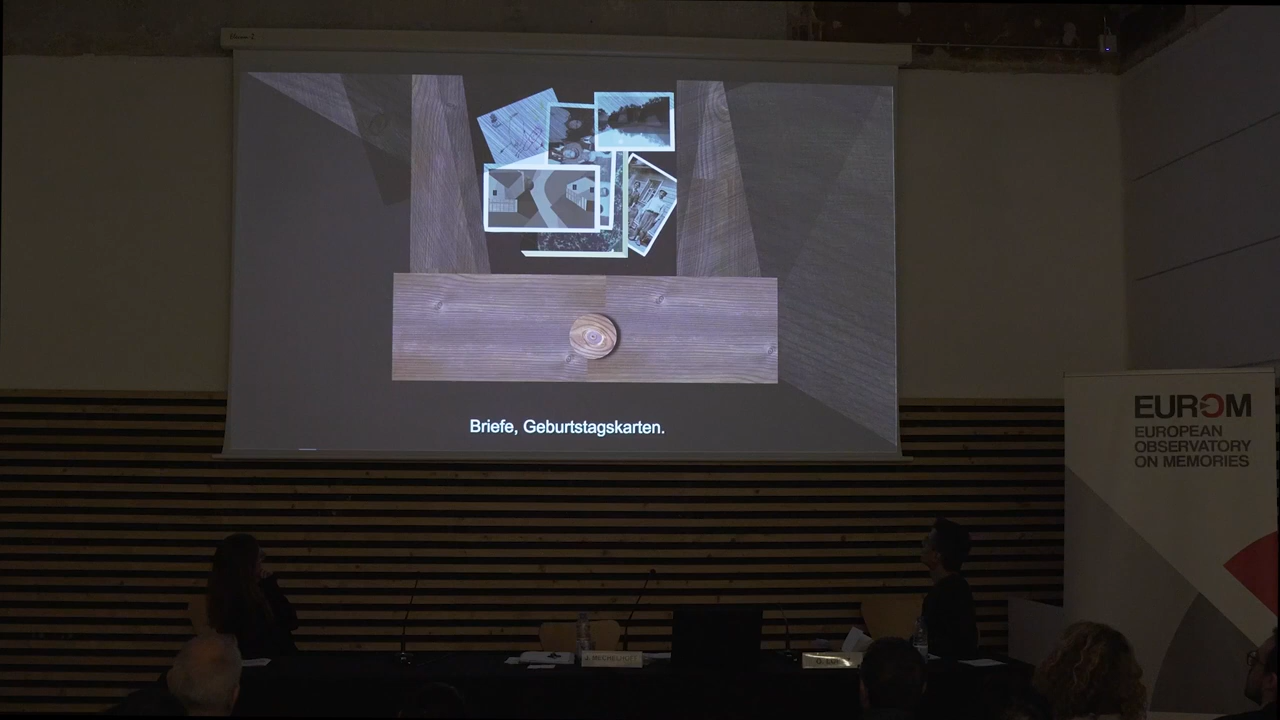 Briefe, Geburtstagskarten.
EUROM
EUROPEAN
OBSERVATORY
ON MEMORIES